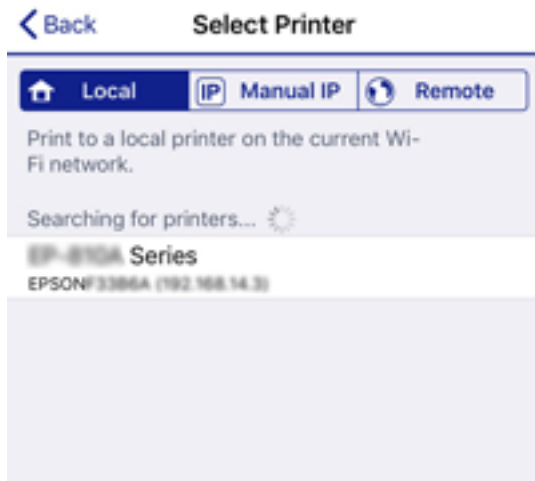 Back Select Printer
Local IP Manual IP Remote
Print to a local printer on the current Wi-
Fi network.
Searching for printers...
Series
EPSON